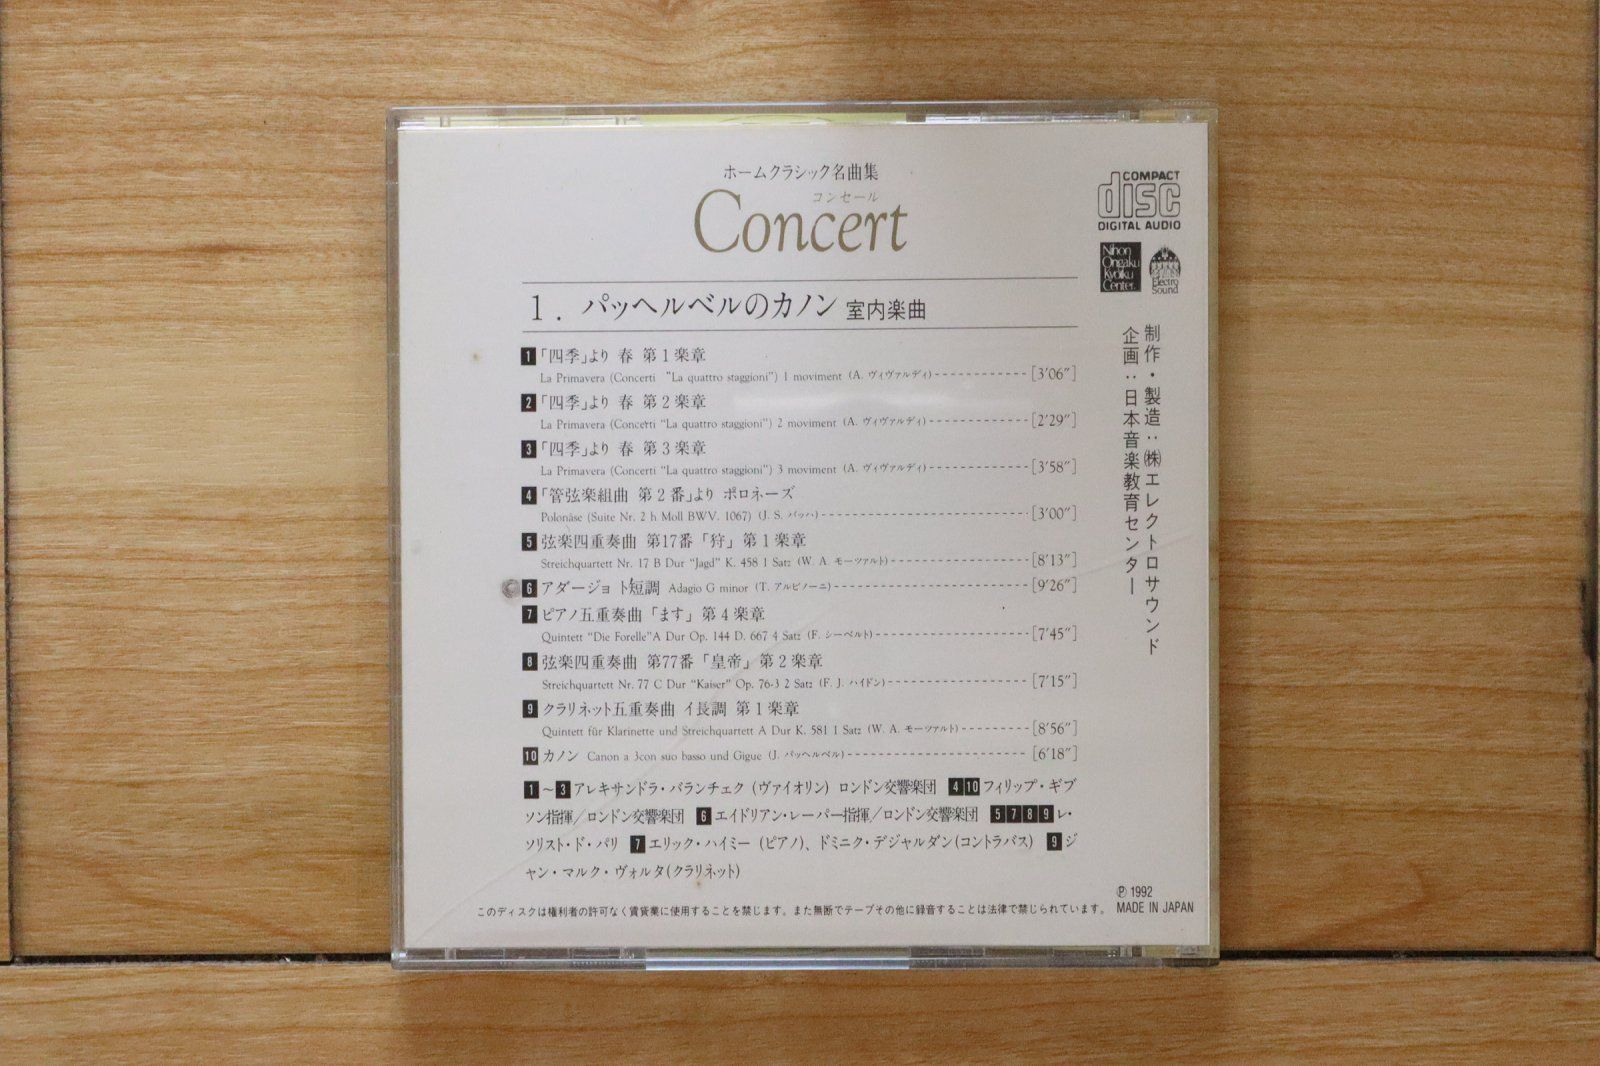 ホームクラシック名曲集
コンセール
Concert
COMPACT
disc
DIGITAL AUDIO
Nihon
Ongaku
Kyoiku
Center.
Electro
Sound
1. パッヘルベルのカノン 室内楽曲
1 「四季」より 春 第1楽章
La Primavera (Concerti "La quattro staggioni") 1 moviment (A. ヴィヴァルディ) [3'06"]
2 「四季」より 春 第2楽章
La Primavera (Concerti "La quattro staggioni") 2 moviment (A. ヴィヴァルディ) [2'29"]
3 「四季」より 春 第3楽章
La Primavera (Concerti "La quattro staggioni") 3 moviment (A. ヴィヴァルディ) [3'58"]
4 「管弦楽組曲 第2番」より ポロネーズ
Polonäse (Suite Nr. 2 h Moll BWV. 1067) (J. S. バッハ) [3'00"]
5 弦楽四重奏曲 第17番「狩」第1楽章
Streichquartett Nr. 17 B Dur "Jagd" K. 458 1 Satz (W. A. モーツァルト) [8'13"]
6 アダージョ ト短調 Adagio G minor (T. アルビノーニ) [9'26"]
7 ピアノ五重奏曲「ます」第4楽章
Quintett "Die Forelle"A Dur Op. 144 D. 667 4 Satz (F. シーベルト) [7'45"]
8 弦楽四重奏曲 第77番「皇帝」第2楽章
Streichquartett Nr. 77 C Dur "Kaiser" Op. 76-3 2 Satz (F. J. ハイドン) [7'15"]
9 クラリネット五重奏曲 イ長調 第1楽章
Quintett für Klarinette und Streichquartett A Dur K. 581 1 Satz (W. A. モーツァルト) [8'56"]
10 カノン Canon a 3con suo basso und Gigue (J. パッヘルベル) [6'18"]
1〜3アレキサンドラ・バランチェク(ヴァイオリン) ロンドン交響楽団 4 10フィリップ・ギブ
ソン指揮/ロンドン交響楽団 6 エイドリアン・レーパー指揮/ロンドン交響楽団 5 7 8 9 レ・
ソリスト・ド・パリ 7 エリック・ハイミー(ピアノ)、ドミニク・デジャルダン(コントラバス) 9 ジ
ャン・マルク・ヴォルタ(クラリネット)
制作・製造:㈱エレクトロサウンド
企画:日本音楽教育センター
このディスクは権利者の許可なく賃貸業に使用することを禁じます。また無断でテープその他に録音することは法律で禁じられています。
Ⓟ 1992
MADE IN JAPAN